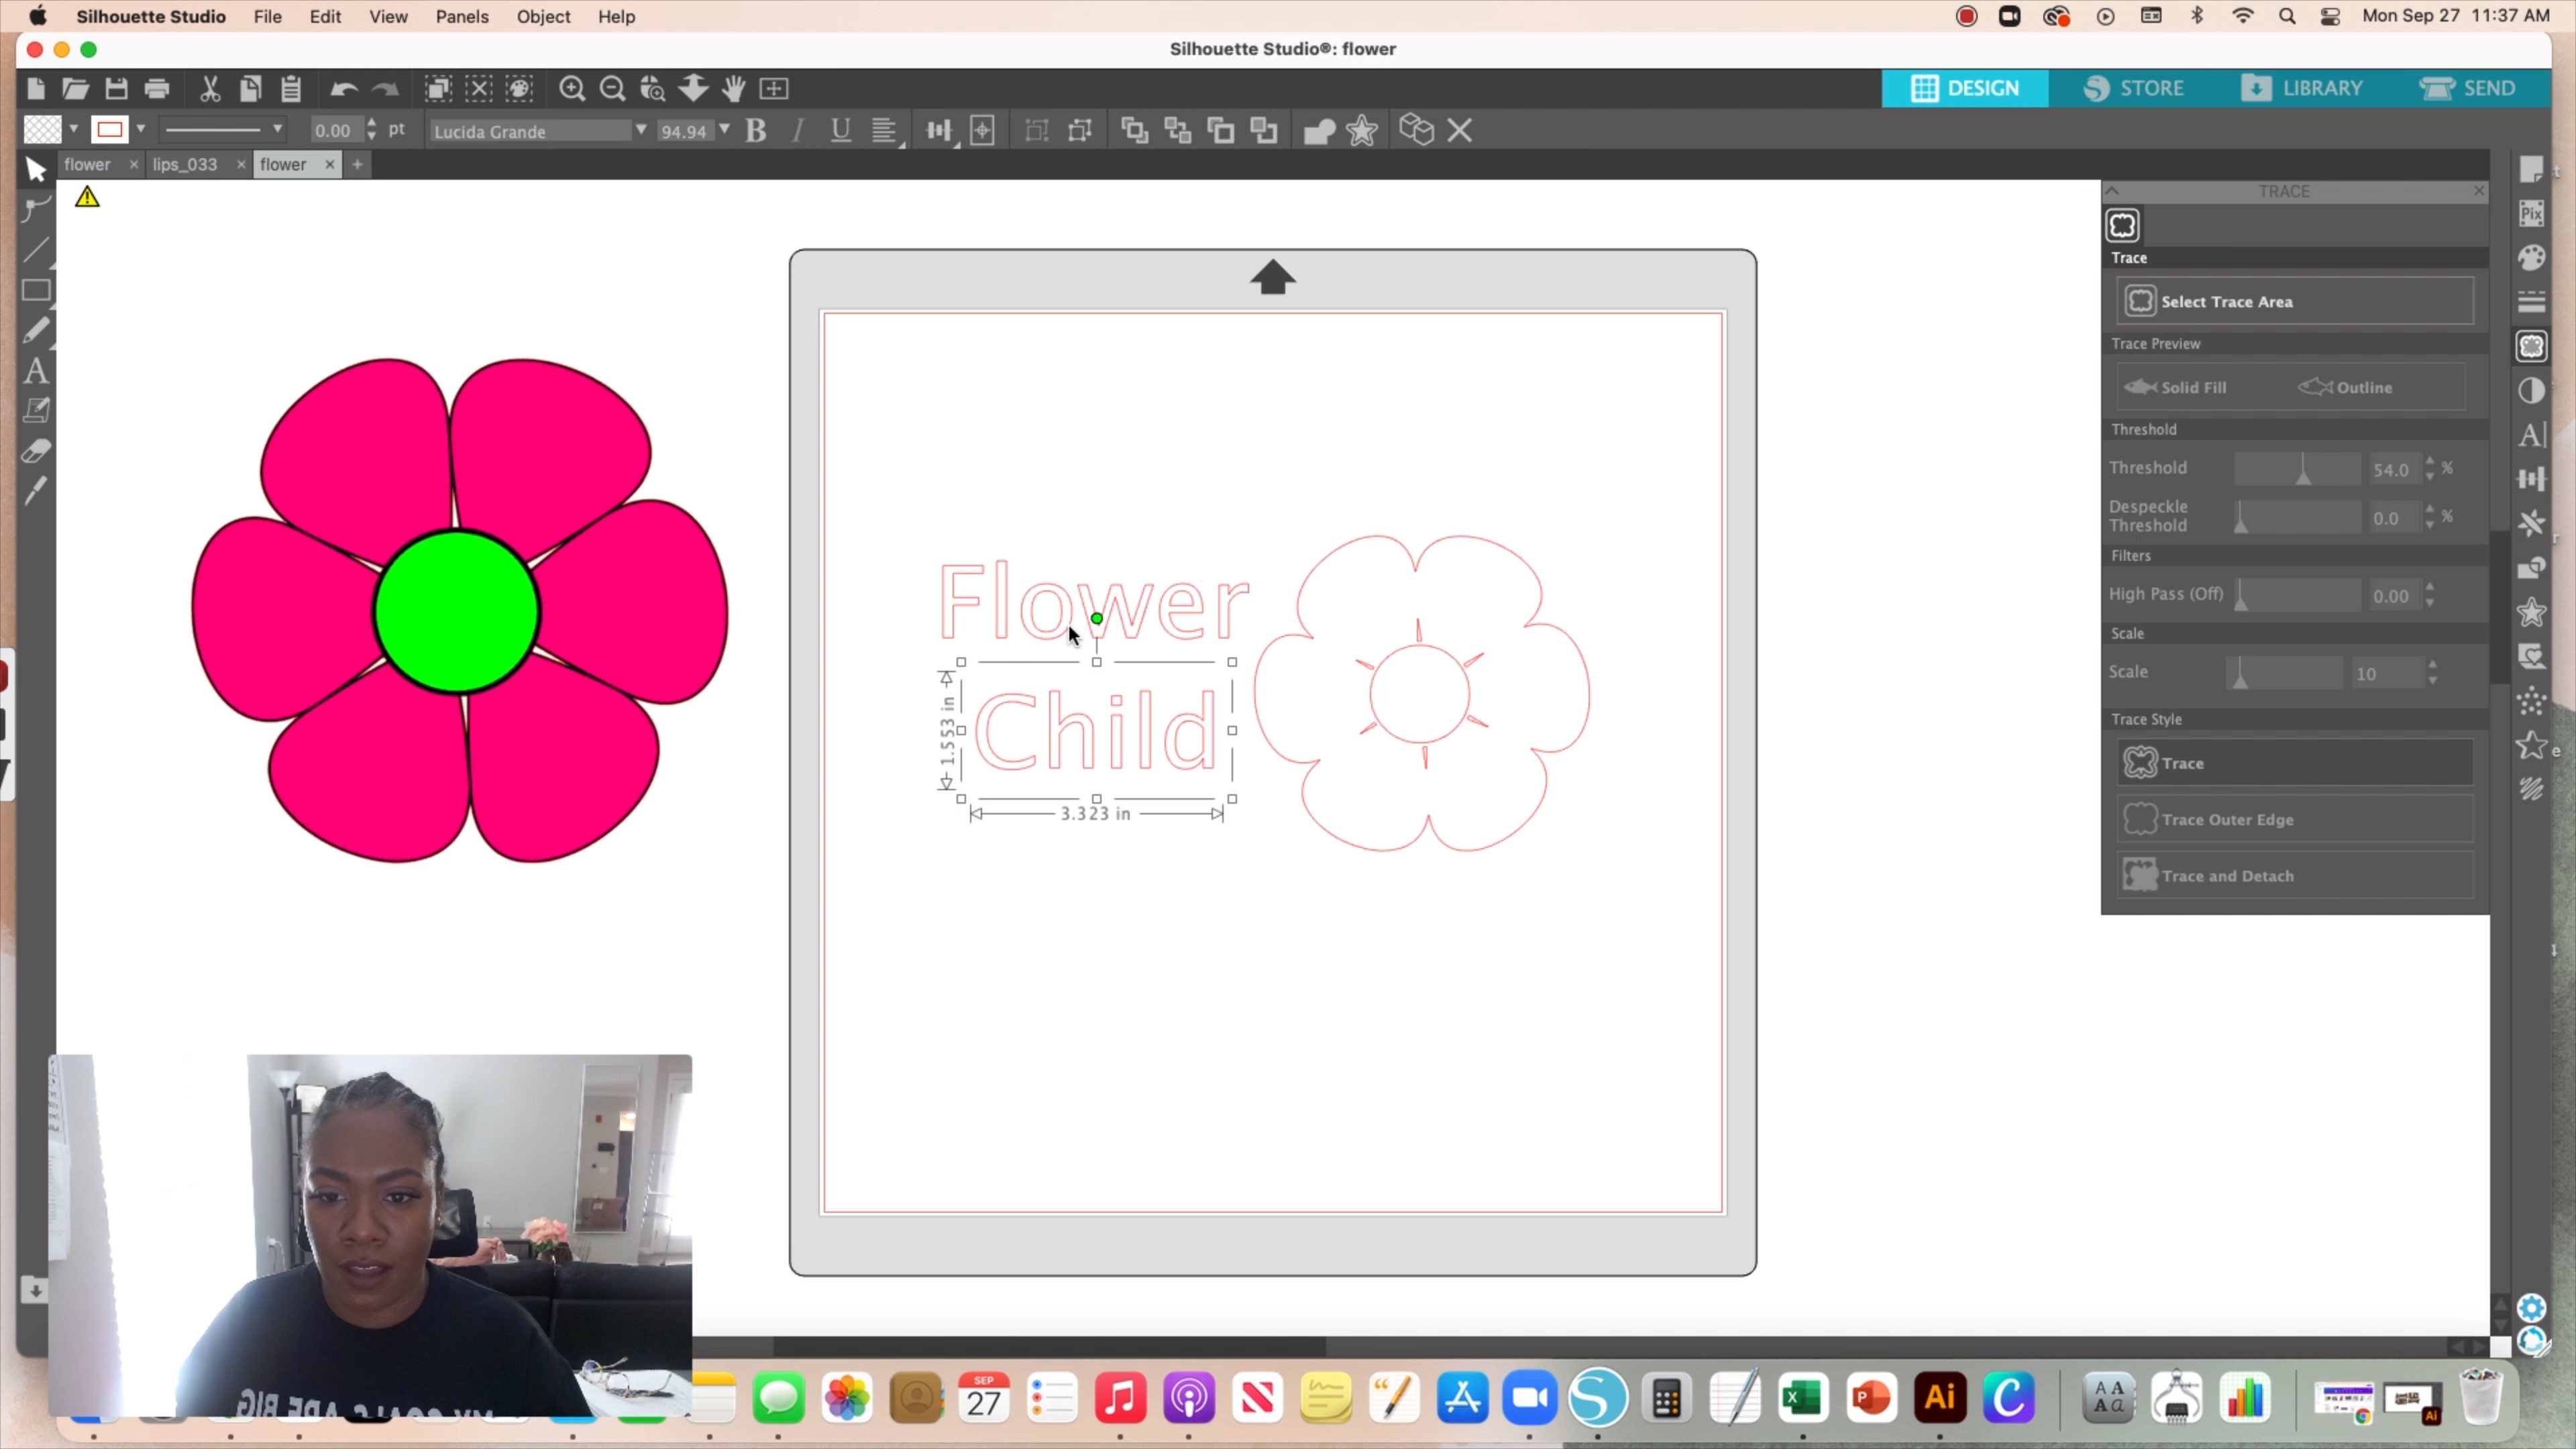 Silhouette Studio File Edit View Panels Object Help Mon Sep 27 11:37 AM
Silhouette Studio®: flower
DESIGN STORE LIBRARY SEND
0.00 pt Lucida Grande 94.94 B I U
flower lips_033 flower
TRACE
Trace
Select Trace Area
Trace Preview
Solid Fill Outline
Threshold
Threshold 54.0 %
Despeckle
Threshold 0.0 %
Filters
High Pass (Off) 0.00
Scale
Scale 10
Trace Style
Trace
Trace Outer Edge
Trace and Detach
Pix
A
A
Flower
Child
1.553 in
3.323 in
SEP
27
Ai
AA
Aa
Ai